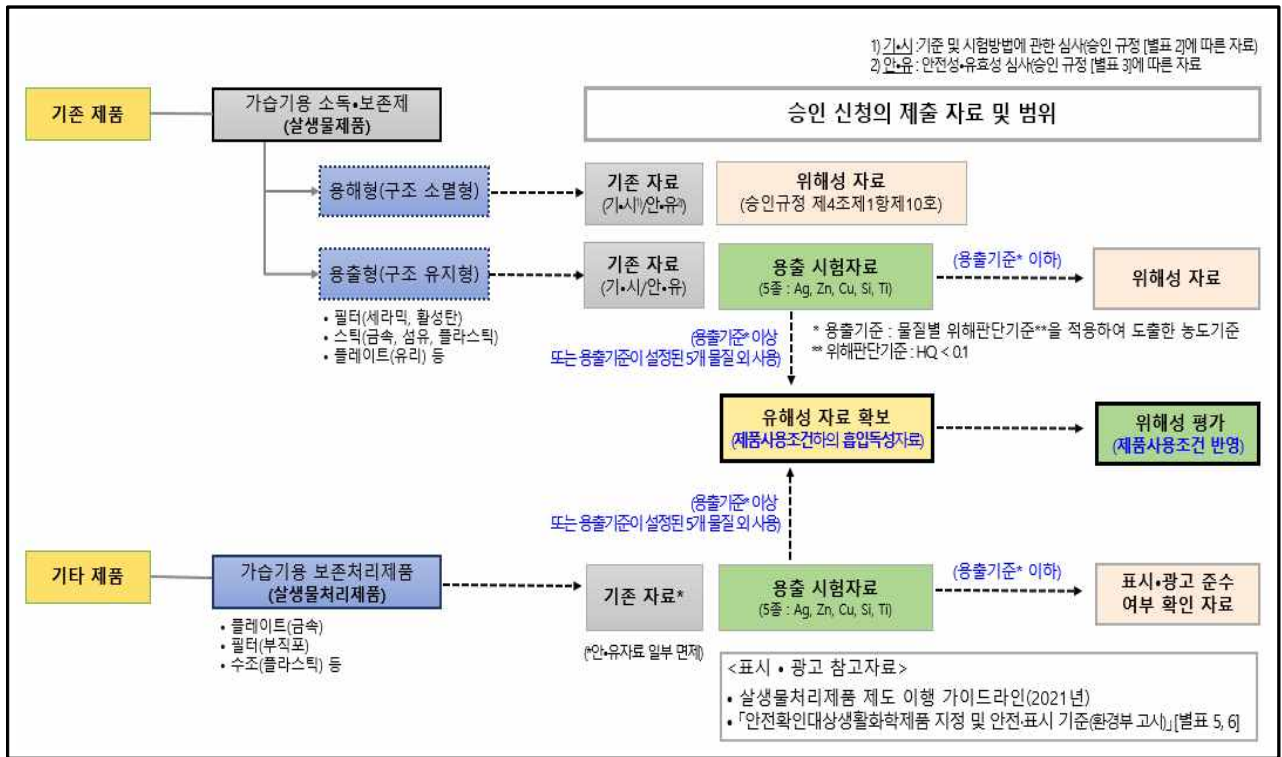 1) 기•시 :기준 및 시험방법에 관한 심사(승인 규정 [별표 2]에 따른 자료)
2) 안•유 : 안전성•유효성 심사(승인 규정 [별표 3]에 따른 자료
기존 제품
가습기용 소독•보존제
(살생물제품)
승인 신청의 제출 자료 및 범위
용해형(구조 소멸형)
기존 자료
(기•시¹⁾/안•유²⁾)
위해성 자료
(승인규정 제4조제1항제10호)
용출형(구조 유지형)
기존 자료
(기•시/안•유)
용출 시험자료
(5종 : Ag, Zn, Cu, Si, Ti)
(용출기준* 이하)
위해성 자료
• 필터(세라믹, 활성탄)
• 스틱(금속, 섬유, 플라스틱)
• 플레이트(유리) 등
(용출기준* 이상
또는 용출기준이 설정된 5개 물질 외 사용)
* 용출기준 : 물질별 위해판단기준**을 적용하여 도출한 농도기준
** 위해판단기준 : HQ < 0.1
유해성 자료 확보
(제품사용조건하의 흡입독성자료)
위해성 평가
(제품사용조건 반영)
(용출기준* 이상
또는 용출기준이 설정된 5개 물질 외 사용)
기타 제품
가습기용 보존처리제품
(살생물처리제품)
기존 자료*
용출 시험자료
(5종 : Ag, Zn, Cu, Si, Ti)
(용출기준* 이하)
표시•광고 준수
여부 확인 자료
• 플레이트(금속)
• 필터(부직포)
• 수조(플라스틱) 등
(*안•유자료 일부 면제)
<표시 • 광고 참고자료>
• 살생물처리제품 제도 이행 가이드라인(2021년)
• 「안전확인대상생활화학제품 지정 및 안전·표시 기준(환경부 고시)」[별표 5, 6]